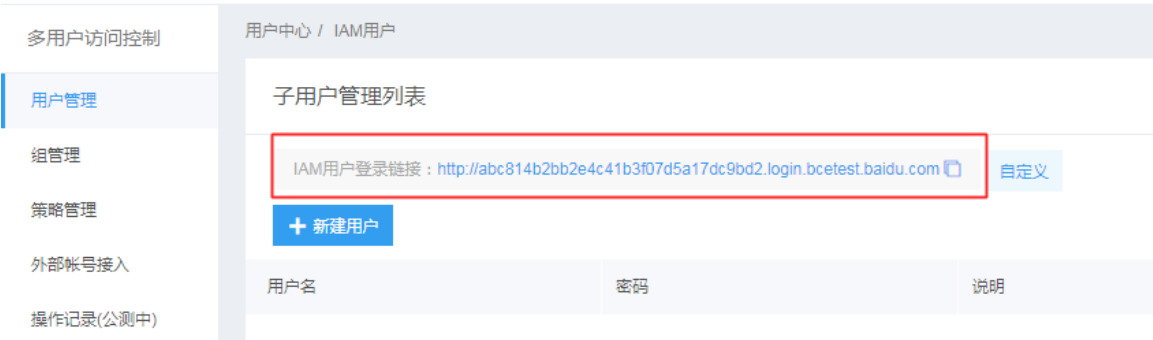 多用户访问控制
用户管理
组管理
策略管理
外部帐号接入
操作记录(公测中)
用户中心 / IAM用户
子用户管理列表
IAM用户登录链接：http://abc814b2bb2e4c41b3f07d5a17dc9bd2.login.bcetest.baidu.com 自定义
+ 新建用户
用户名 密码 说明